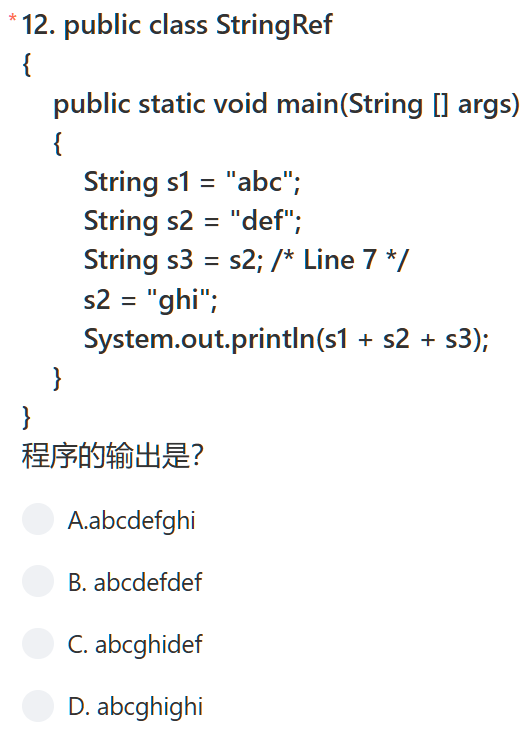 *12. public class StringRef
{
public static void main(String [] args)
{
String s1 = "abc";
String s2 = "def";
String s3 = s2; /* Line 7 */
s2 = "ghi";
System.out.println(s1 + s2 + s3);
}
}
程序的输出是?
A.abcdefghi
B. abcdefdef
C. abcghidef
D. abcghighi